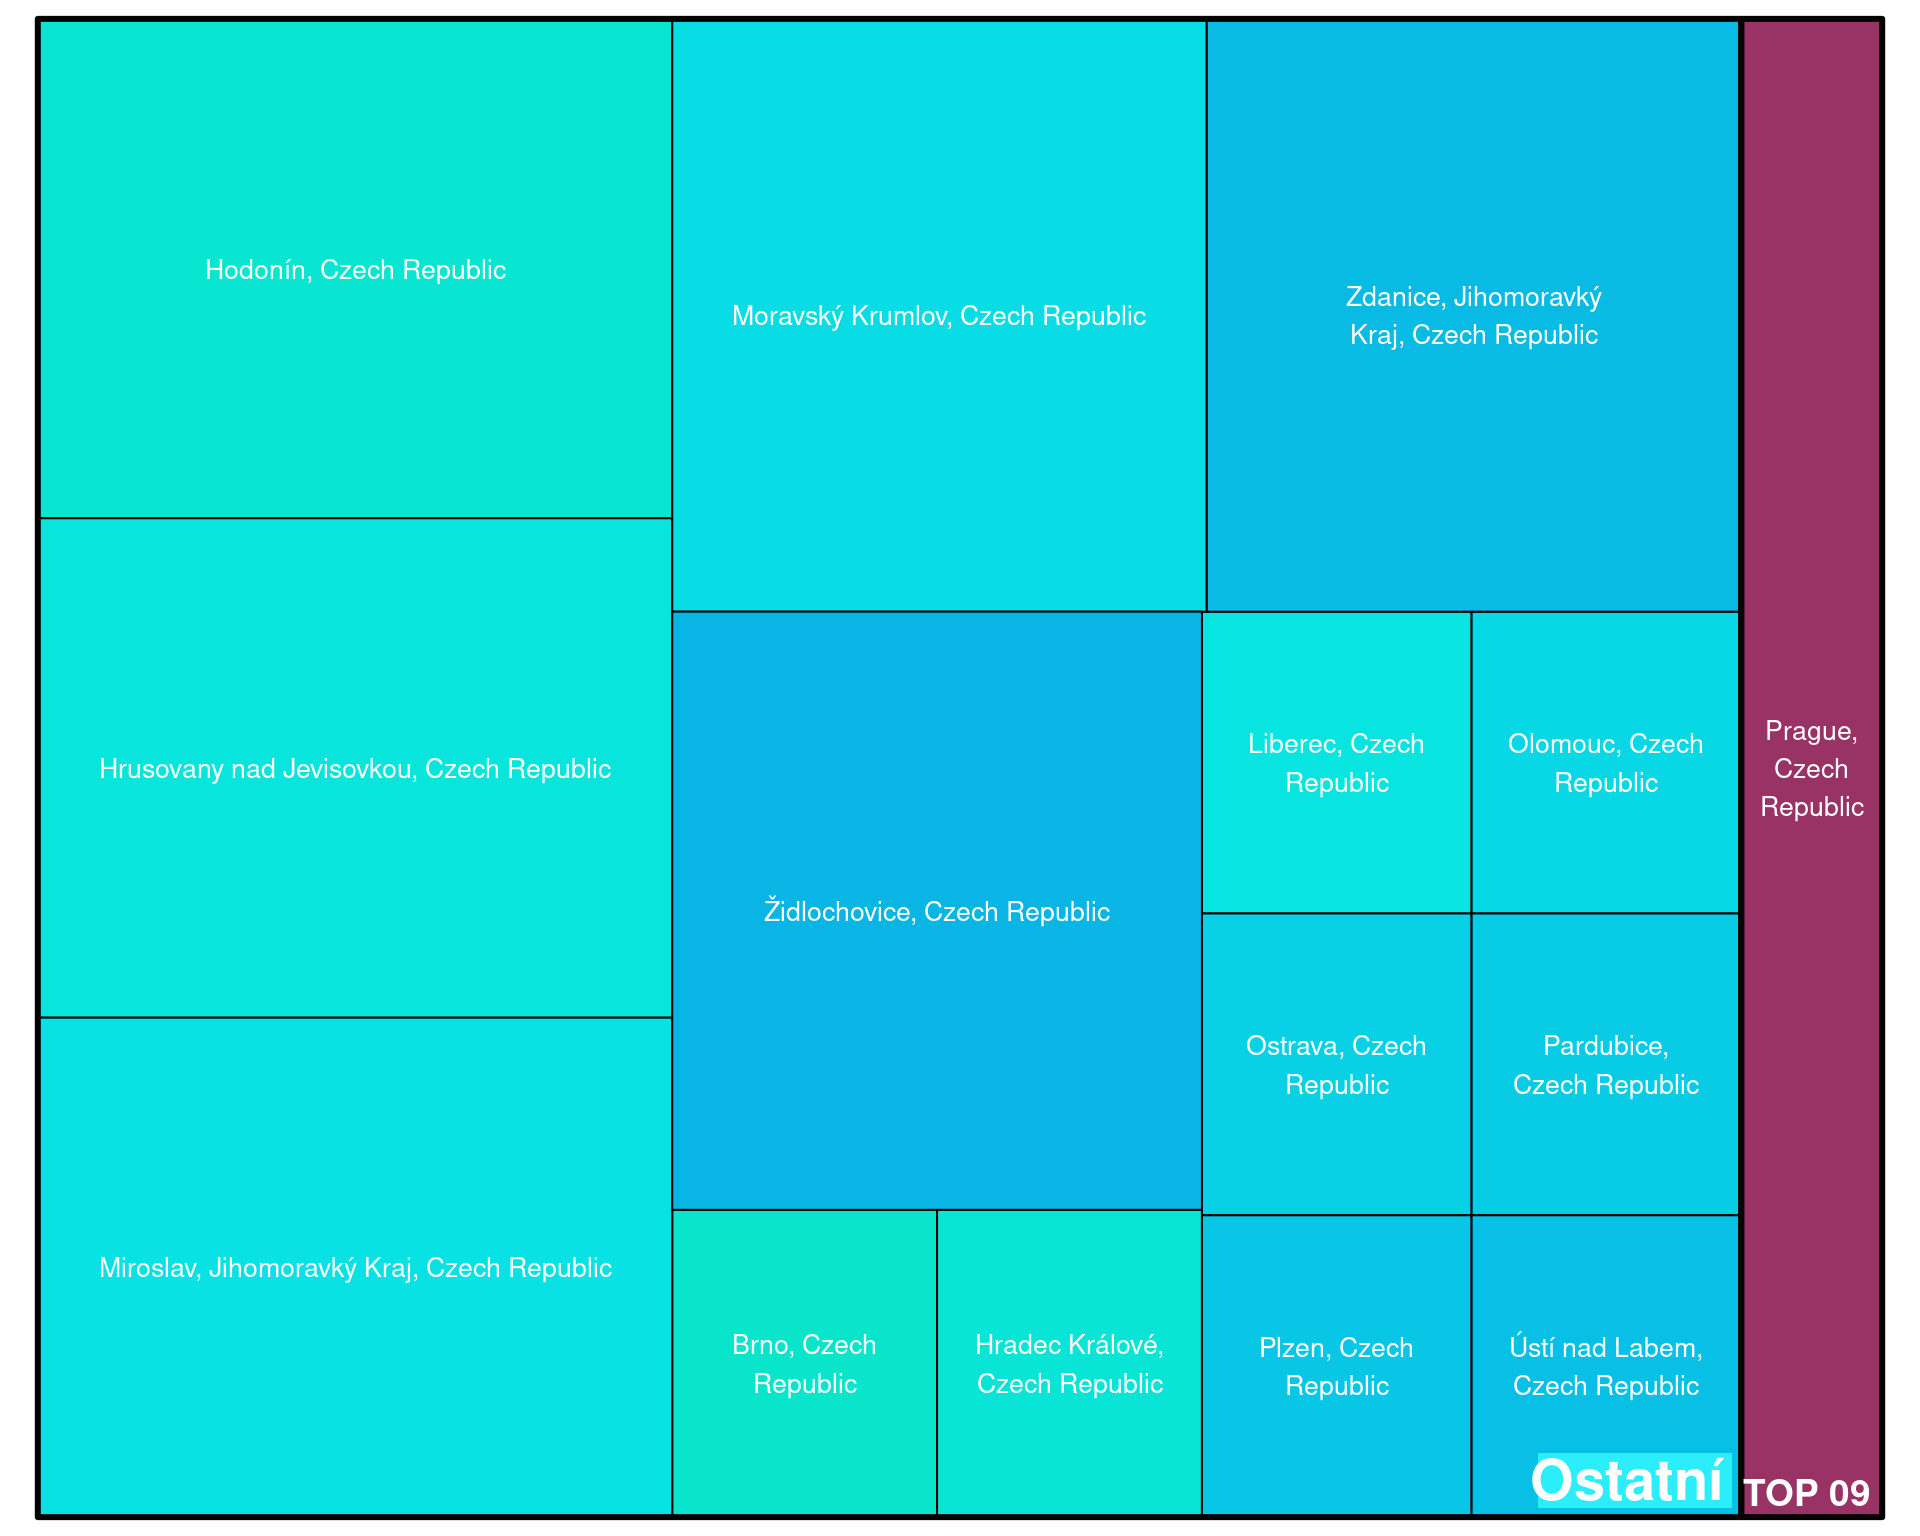 Hodonín, Czech Republic
Hrusovany nad Jevisovkou, Czech Republic
Miroslav, Jihomoravký Kraj, Czech Republic
Moravský Krumlov, Czech Republic
Zdanice, Jihomoravký
Kraj, Czech Republic
Židlochovice, Czech Republic
Brno, Czech
Republic
Hradec Králové,
Czech Republic
Liberec, Czech
Republic
Olomouc, Czech
Republic
Ostrava, Czech
Republic
Pardubice,
Czech Republic
Plzen, Czech
Republic
Ústí nad Labem,
Czech Republic
Ostatní
Prague,
Czech
Republic
TOP 09